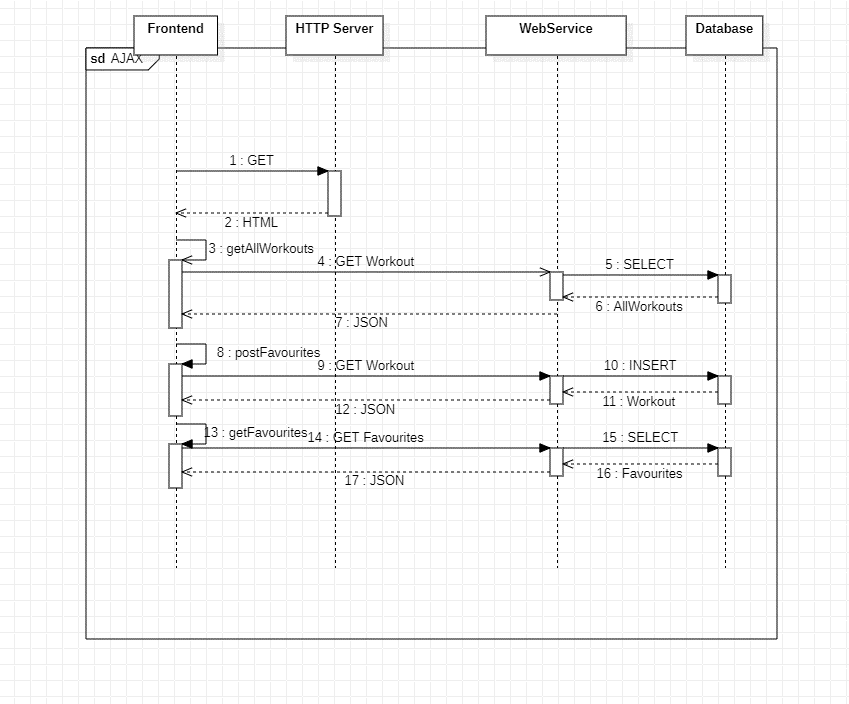 Frontend
HTTP Server
WebService
Database
sd AJAX
1 : GET
2 : HTML
3 : getAllWorkouts
4 : GET Workout
5 : SELECT
6 : AllWorkouts
7 : JSON
8 : postFavourites
9 : GET Workout
10 : INSERT
11 : Workout
12 : JSON
13 : getFavourites
14 : GET Favourites
15 : SELECT
16 : Favourites
17 : JSON